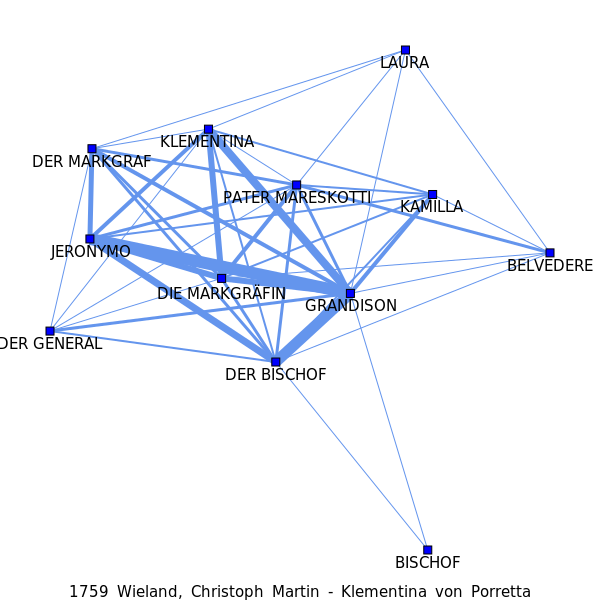 LAURA
KLEMENTINA
DER MARKGRAF
PATER MARESKOTTI
KAMILLA
JERONYMO
BELVEDERE
DIE MARKGRÄFIN
GRANDISON
DER GENERAL
DER BISCHOF
BISCHOF
1759 Wieland, Christoph Martin - Klementina von Porretta